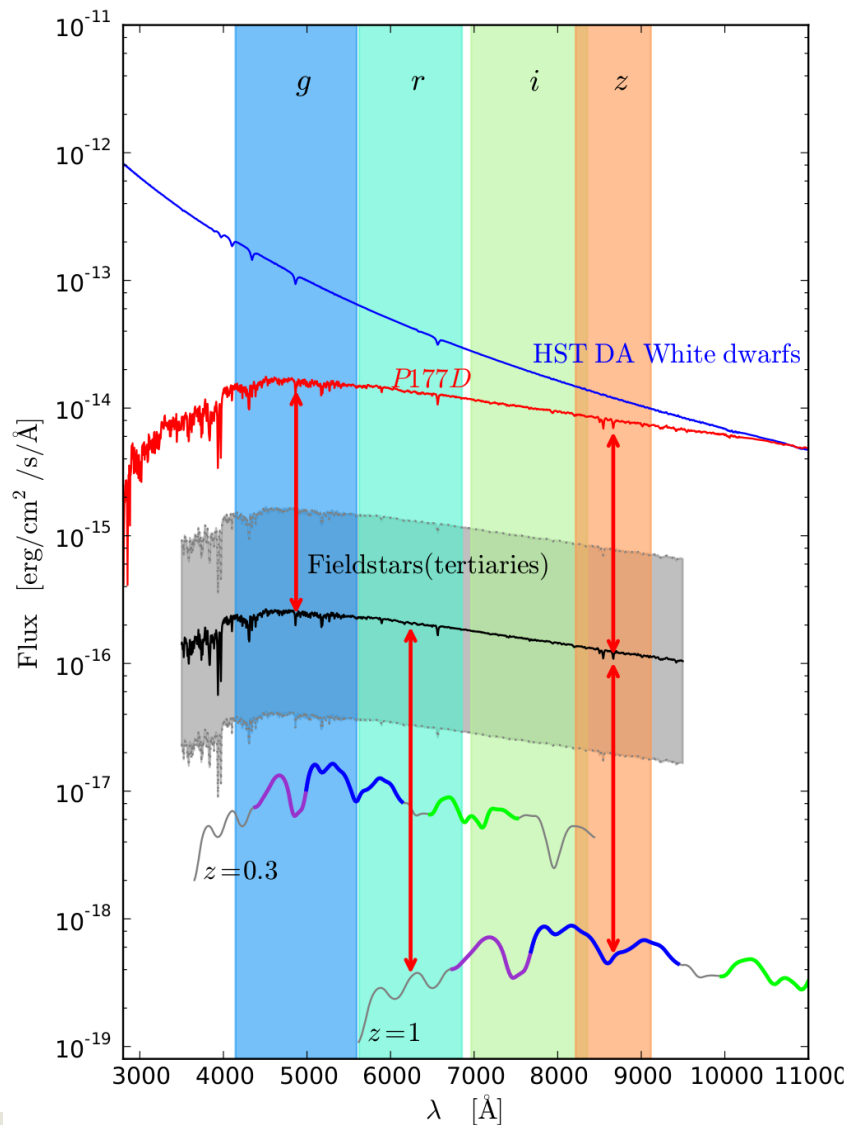 10^-11
g r i z
10^-12
10^-13
HST DA White dwarfs
P177D
10^-14
10^-15
Fieldstars(tertiaries)
10^-16
10^-17
z=0.3
10^-18
z=1
10^-19
Flux [erg/cm^2 /s/Å]
3000 4000 5000 6000 7000 8000 9000 10000 11000
λ [Å]